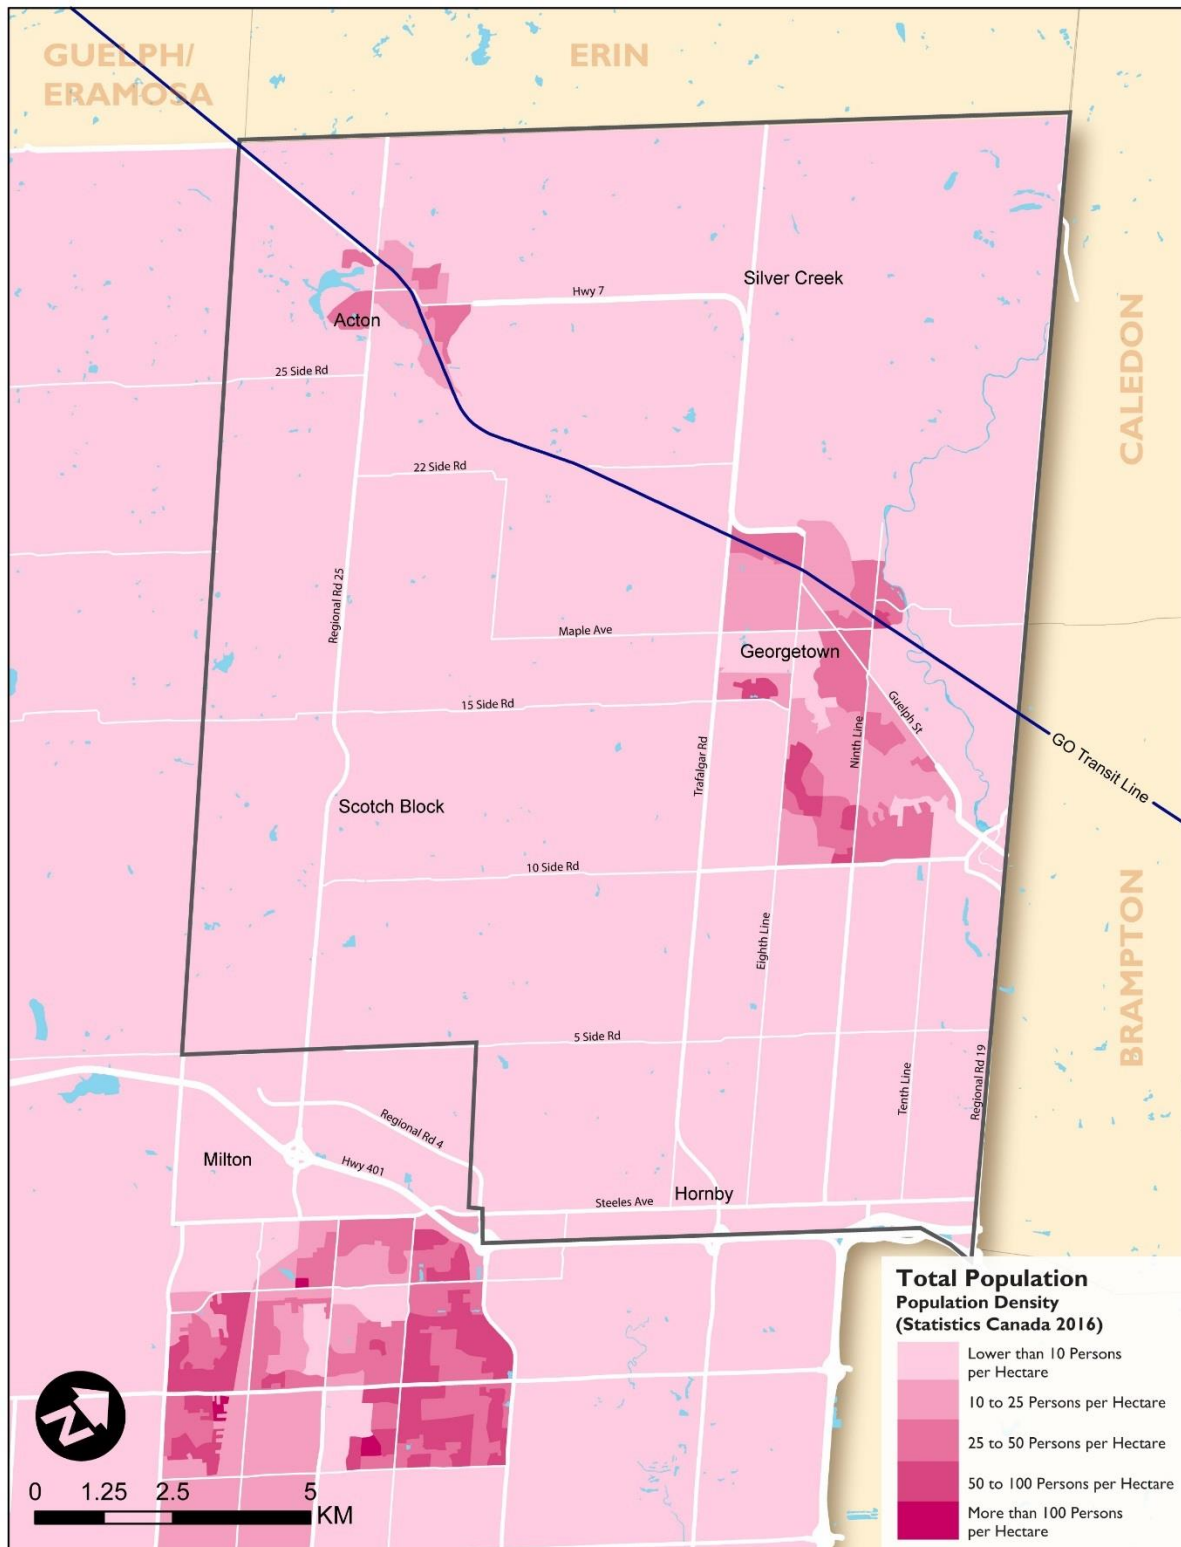 GUELPH/
ERAMOSA
ERIN
Silver Creek
Hwy 7
Acton
CALEDON
25 Side Rd
22 Side Rd
Regional Rd 25
Maple Ave
Georgetown
15 Side Rd
Guelph St
Ninth Line
Trafalgar Rd
GO Transit Line
Scotch Block
10 Side Rd
Eighth Line
BRAMPTON
5 Side Rd
Tenth Line
Regional Rd 19
Regional Rd 4
Milton
Hwy 401
Hornby
Steeles Ave
Total Population
Population Density
(Statistics Canada 2016)
Lower than 10 Persons
per Hectare
10 to 25 Persons per Hectare
25 to 50 Persons per Hectare
50 to 100 Persons per Hectare
More than 100 Persons
per Hectare
N
0 1.25 2.5 5
KM